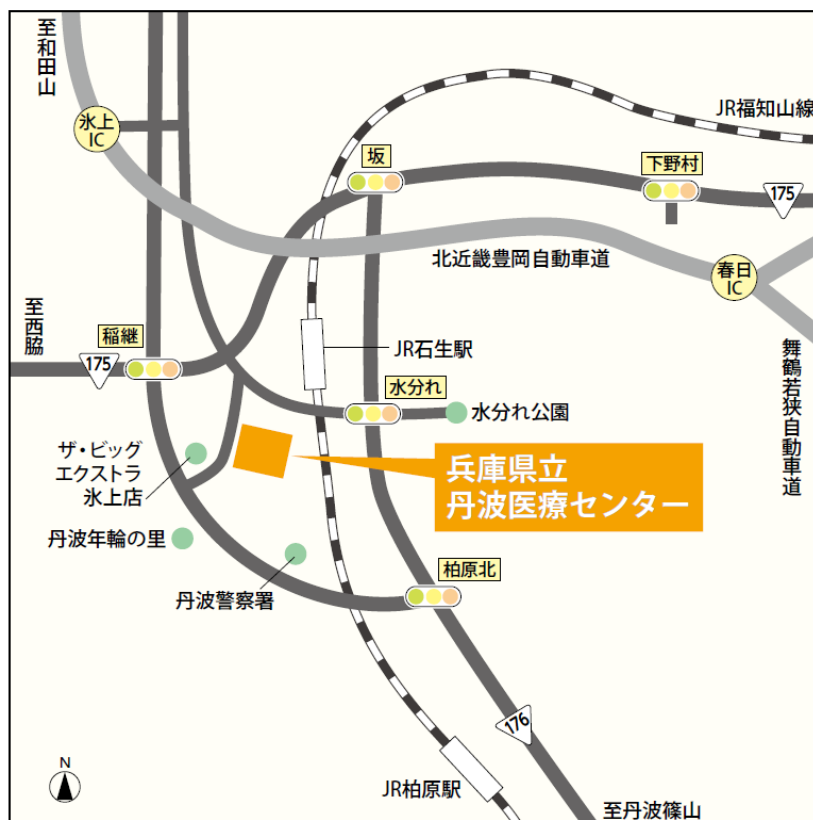 至和田山
氷上
IC
JR福知山線
坂
下野村
175
北近畿豊岡自動車道
春日
IC
至西脇
稲継
175
JR石生駅
舞鶴若狭自動車道
水分れ
水分れ公園
ザ・ビッグ
エクストラ
氷上店
兵庫県立
丹波医療センター
丹波年輪の里
柏原北
丹波警察署
176
N
JR柏原駅
至丹波篠山